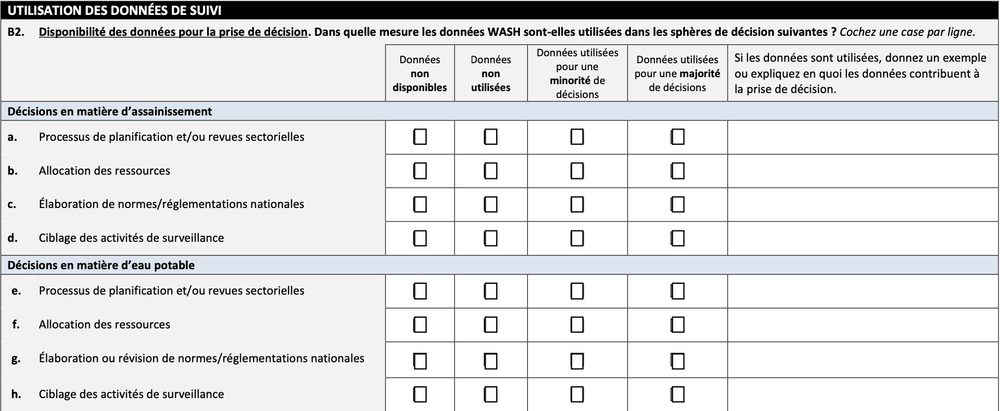 UTILISATION DES DONNÉES DE SUIVI
B2. Disponibilité des données pour la prise de décision. Dans quelle mesure les données WASH sont-elles utilisées dans les sphères de décision suivantes ? Cochez une case par ligne.
Données
non
disponibles
Données
non
utilisées
Données utilisées
pour une
minorité de
décisions
Données utilisées
pour une majorité
de décisions
Si les données sont utilisées, donnez un exemple
ou expliquez en quoi les données contribuent à
la prise de décision.
Décisions en matière d’assainissement
a. Processus de planification et/ou revues sectorielles
b. Allocation des ressources
c. Élaboration de normes/réglementations nationales
d. Ciblage des activités de surveillance
Décisions en matière d’eau potable
e. Processus de planification et/ou revues sectorielles
f. Allocation des ressources
g. Élaboration ou révision de normes/réglementations nationales
h. Ciblage des activités de surveillance